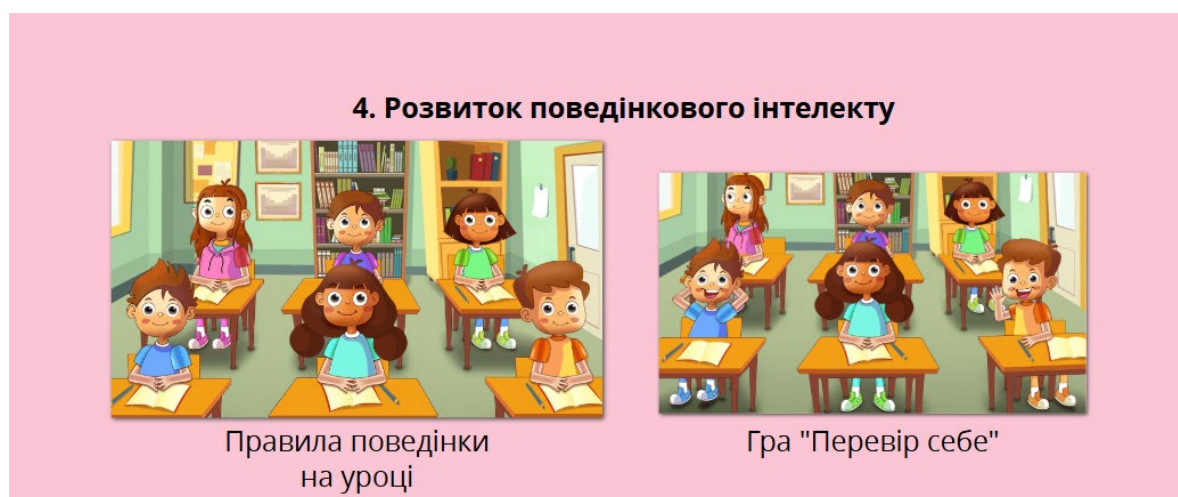 4. Розвиток поведінкового інтелекту
Правила поведінки
на уроці
Гра "Перевір себе"